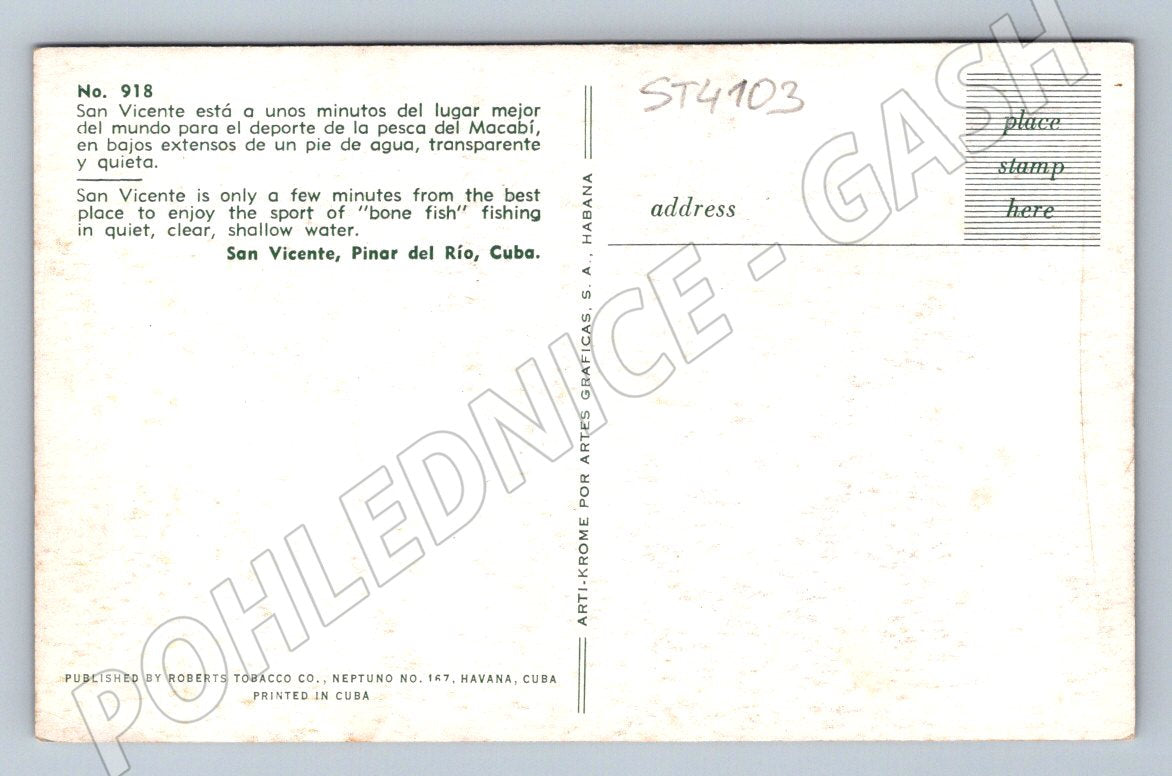 No. 918
San Vicente está a unos minutos del lugar mejor
del mundo para el deporte de la pesca del Macabí,
en bajos extensos de un pie de agua, transparente
y quieta.
San Vicente is only a few minutes from the best
place to enjoy the sport of "bone fish" fishing
in quiet, clear, shallow water.
San Vicente, Pinar del Río, Cuba.
PUBLISHED BY ROBERTS TOBACCO CO., NEPTUNO NO. 167, HAVANA, CUBA
PRINTED IN CUBA
ARTI-KROME POR ARTES GRAFICAS, S. A., HABANA
ST4103
address
place
stamp
here
POHLEDNICE - GASH